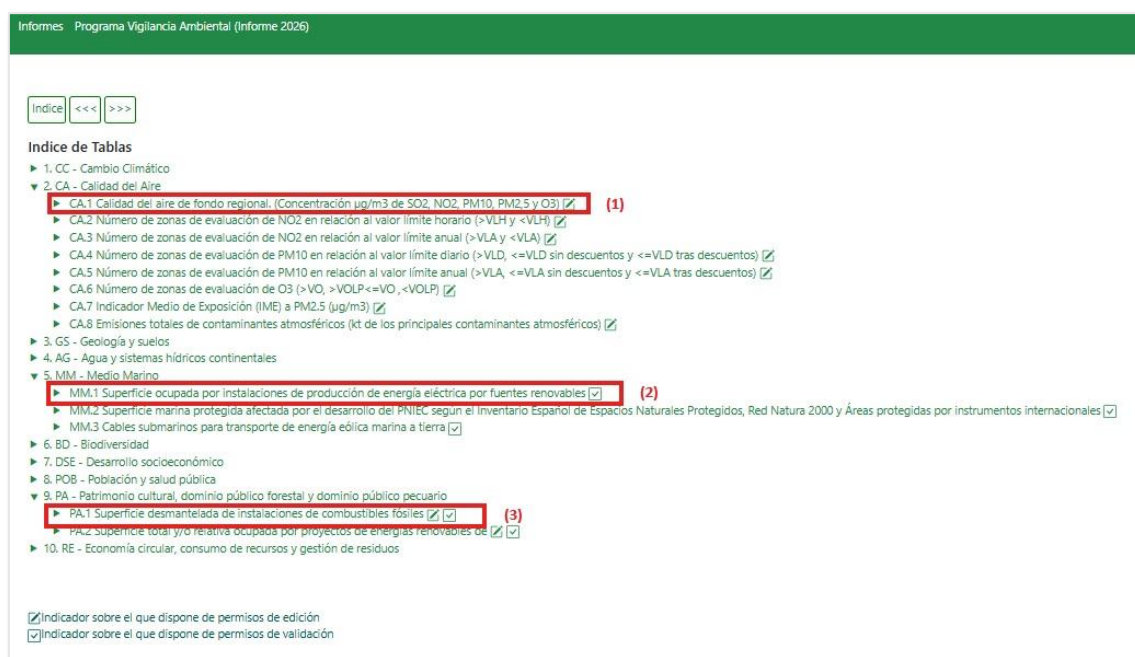 Informes Programa Vigilancia Ambiental (Informe 2026)
Indice <<< >>>
Indice de Tablas
1. CC - Cambio Climático
2. CA - Calidad del Aire
CA.1 Calidad del aire de fondo regional. (Concentración µg/m3 de SO2, NO2, PM10, PM2,5 y O3) (1)
CA.2 Número de zonas de evaluación de NO2 en relación al valor límite horario (>VLH y <VLH)
CA.3 Número de zonas de evaluación de NO2 en relación al valor límite anual (>VLA y <VLA)
CA.4 Número de zonas de evaluación de PM10 en relación al valor límite diario (>VLD, <=VLD sin descuentos y <=VLD tras descuentos)
CA.5 Número de zonas de evaluación de PM10 en relación al valor límite anual (>VLA, <=VLA sin descuentos y <=VLA tras descuentos)
CA.6 Número de zonas de evaluación de O3 (>VO, >VOLP<=VO ,<VOLP)
CA.7 Indicador Medio de Exposición (IME) a PM2.5 (µg/m3)
CA.8 Emisiones totales de contaminantes atmosféricos (kt de los principales contaminantes atmosféricos)
3. GS - Geología y suelos
4. AG - Agua y sistemas hídricos continentales
5. MM - Medio Marino
MM.1 Superficie ocupada por instalaciones de producción de energía eléctrica por fuentes renovables (2)
MM.2 Superficie marina protegida afectada por el desarrollo del PNIEC según el Inventario Español de Espacios Naturales Protegidos, Red Natura 2000 y Áreas protegidas por instrumentos internacionales
MM.3 Cables submarinos para transporte de energía eólica marina a tierra
6. BD - Biodiversidad
7. DSE - Desarrollo socioeconómico
8. POB - Población y salud pública
9. PA - Patrimonio cultural, dominio público forestal y dominio público pecuario
PA.1 Superficie desmantelada de instalaciones de combustibles fósiles (3)
PA.2 Superficie total y/o relativa ocupada por proyectos de energías renovables de
10. RE - Economía circular, consumo de recursos y gestión de residuos
Indicador sobre el que dispone de permisos de edición
Indicador sobre el que dispone de permisos de validación